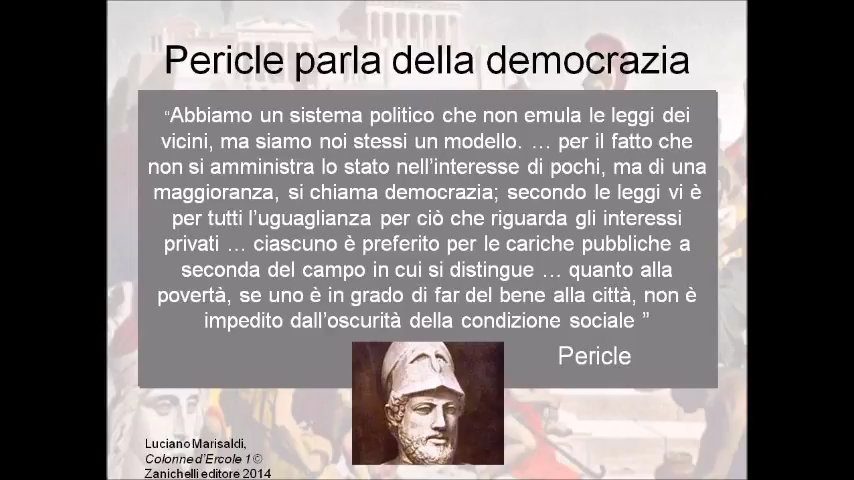 Pericle parla della democrazia
"Abbiamo un sistema politico che non emula le leggi dei
vicini, ma siamo noi stessi un modello. … per il fatto che
non si amministra lo stato nell'interesse di pochi, ma di una
maggioranza, si chiama democrazia; secondo le leggi vi è
per tutti l'uguaglianza per ciò che riguarda gli interessi
privati … ciascuno è preferito per le cariche pubbliche a
seconda del campo in cui si distingue … quanto alla
povertà, se uno è in grado di far del bene alla città, non è
impedito dall'oscurità della condizione sociale ”
Pericle
Luciano Marisaldi,
Colonne d'Ercole 1 ©
Zanichelli editore 2014